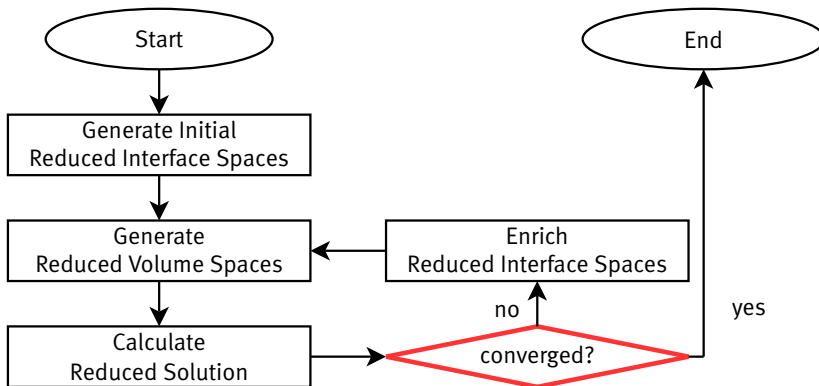 Start
End
Generate Initial
Reduced Interface Spaces
Generate
Reduced Volume Spaces
Enrich
Reduced Interface Spaces
no
yes
Calculate
Reduced Solution
converged?